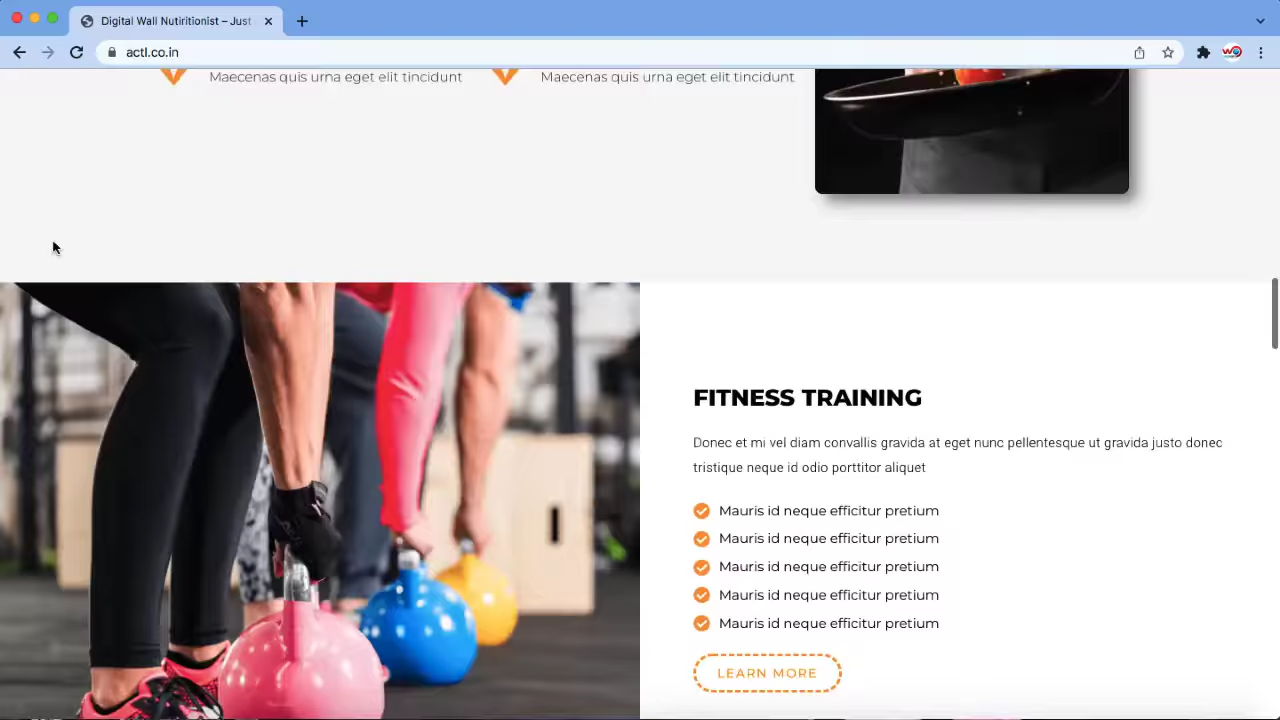 Digital Wall Nutiritionist – Just
actl.co.in
Maecenas quis urna eget elit tincidunt
Maecenas quis urna eget elit tincidunt
FITNESS TRAINING
Donec et mi vel diam convallis gravida at eget nunc pellentesque ut gravida justo donec
tristique neque id odio porttitor aliquet
Mauris id neque efficitur pretium
Mauris id neque efficitur pretium
Mauris id neque efficitur pretium
Mauris id neque efficitur pretium
Mauris id neque efficitur pretium
LEARN MORE